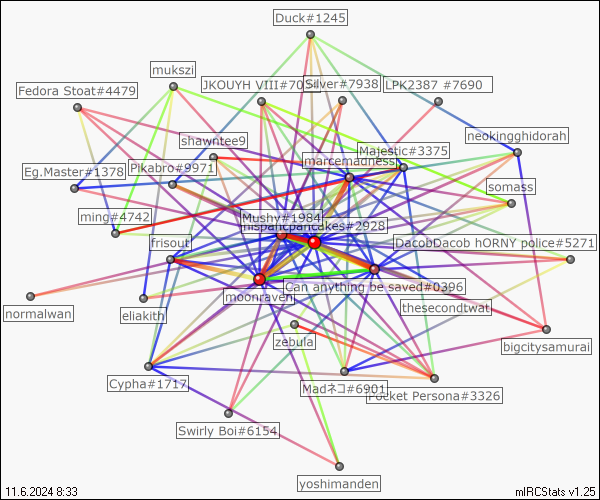 Duck#1245
mukszi
Fedora Stoat#4479
Silver#7938
LPK2387 #7690
shawntee9
neokingghidorah
Majestic#3375
marcemadness
Eg.Master#1378
Pikabro#9971
somass
ming#4742
Mushy#1984
hispanicpancakes#2928
frisout
DacobDacob hORNY police#5271
Can anything be saved#0396
moonraven
normalwan
eliakith
thesecondtwat
zebula
bigcitysamurai
Cypha#1717
Madネコ#6901
Pocket Persona#3326
Swirly Boi#6154
yoshimanden
11.6.2024 8:33
mIRCStats v1.25